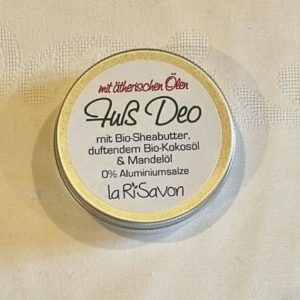 mit ätherischen Ölen
Fuß Deo
mit Bio-Sheabutter,
duftendem Bio-Kokosöl
& Mandelöl
0% Aluminiumsalze
la RiSavon